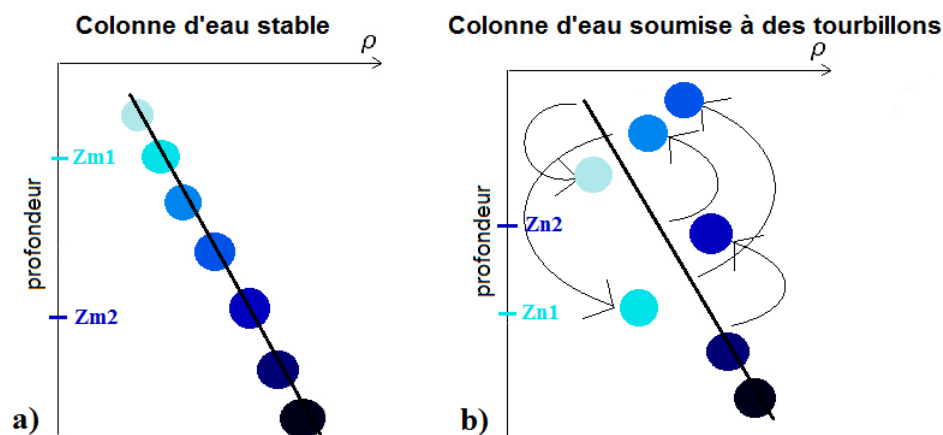 Colonne d'eau stable
ρ
Zm1
profondeur
Zm2
a)
Colonne d'eau soumise à des tourbillons
ρ
Zn2
profondeur
Zn1
b)